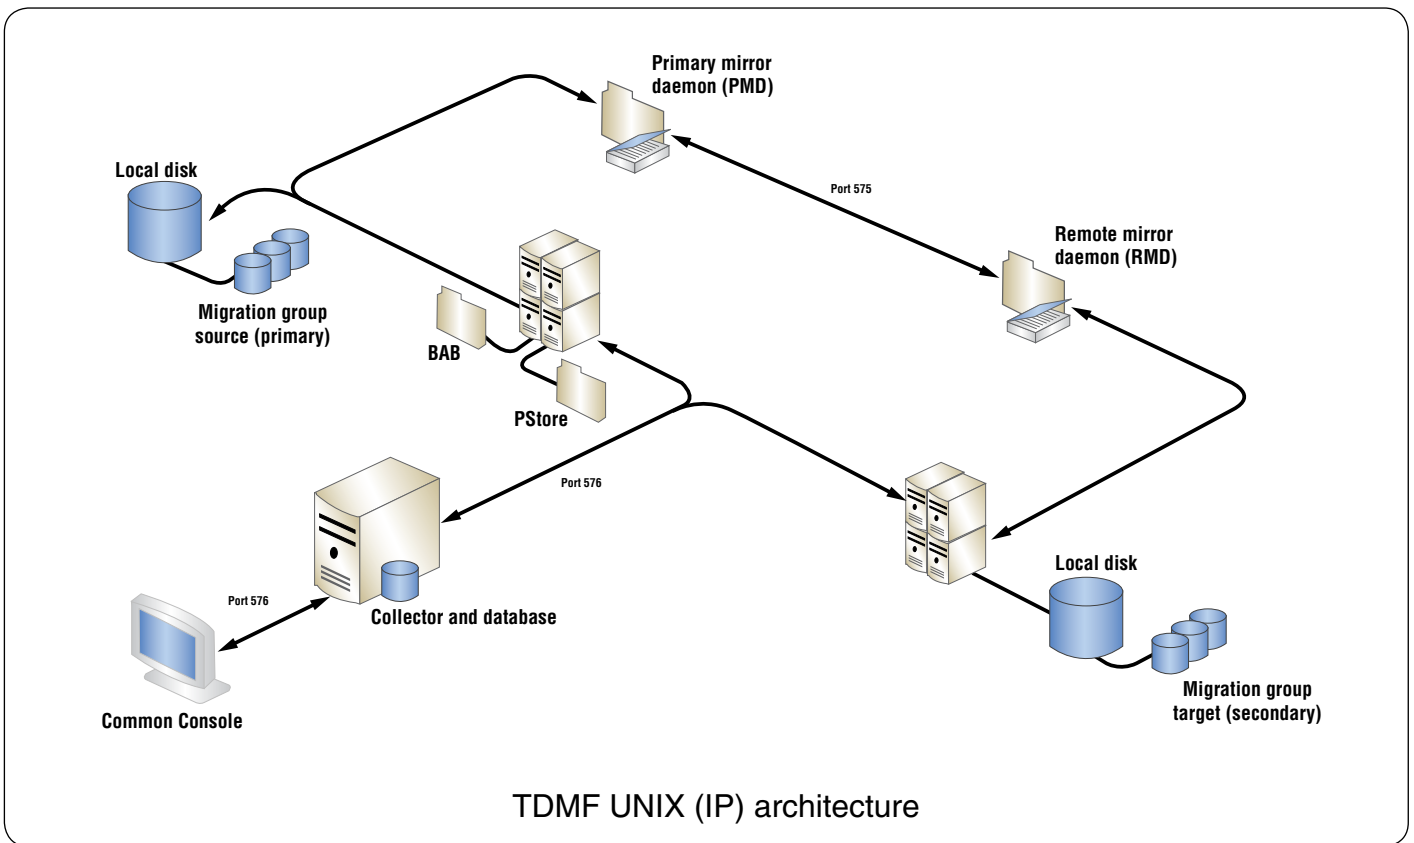 Primary mirror
daemon (PMD)
Local disk
Port 575
Remote mirror
daemon (RMD)
Migration group
source (primary)
BAB
PStore
Port 576
Local disk
Port 576
Collector and database
Migration group
target (secondary)
Common Console
TDMF UNIX (IP) architecture